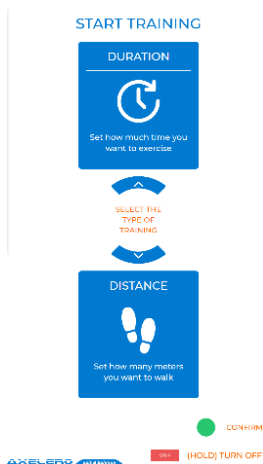 START TRAINING
DURATION
Set how much time you
want to exercise
SELECT THE
TYPE OF
TRAINING
DISTANCE
Set how many meters
you want to walk
CONFIRM
(HOLD) TURN OFF
AXELERO